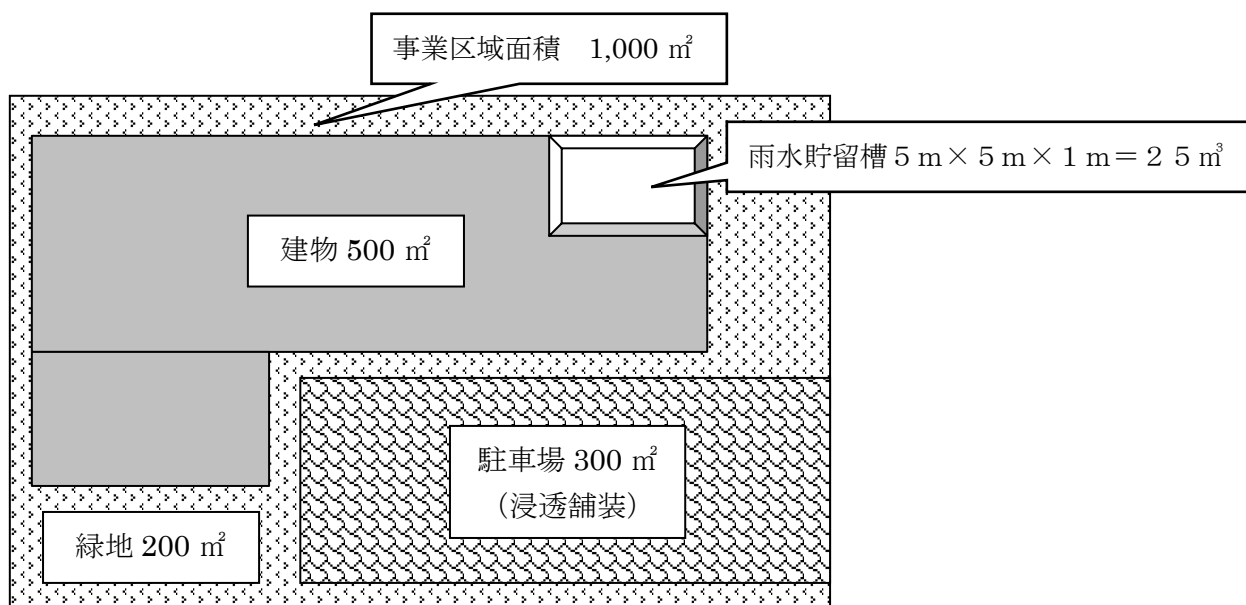 事業区域面積　1,000 ㎡
雨水貯留槽５ｍ×５ｍ×１ｍ＝２５㎥
建物 500 ㎡
駐車場 300 ㎡
（浸透舗装）
緑地 200 ㎡